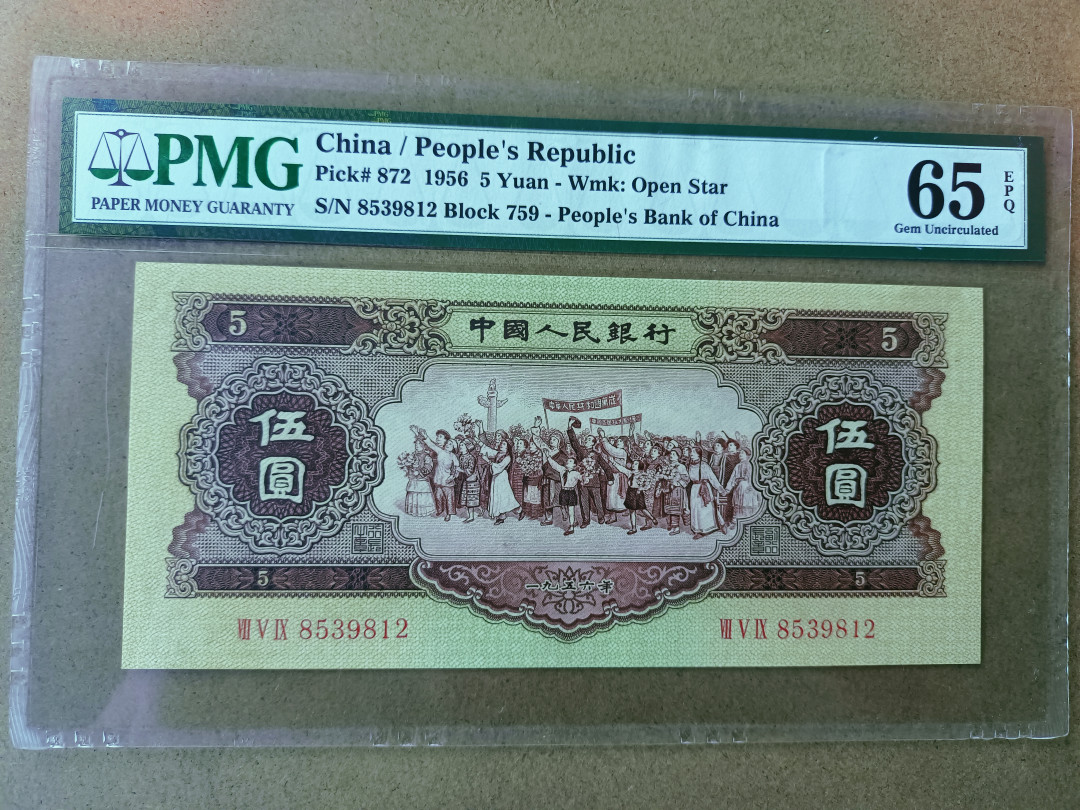 PMG
PAPER MONEY GUARANTY
China / People's Republic
Pick# 872 1956 5 Yuan - Wmk: Open Star
S/N 8539812 Block 759 - People's Bank of China
65
EPQ
Gem Uncirculated
5 中國人民銀行 5
伍圓
伍圓
5 一九五六年 5
Ⅶ Ⅴ Ⅸ 8539812
Ⅶ Ⅴ Ⅸ 8539812